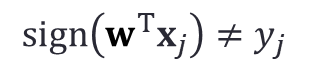 sign(𝐰ᵀ𝐱ⱼ) ≠ yⱼ